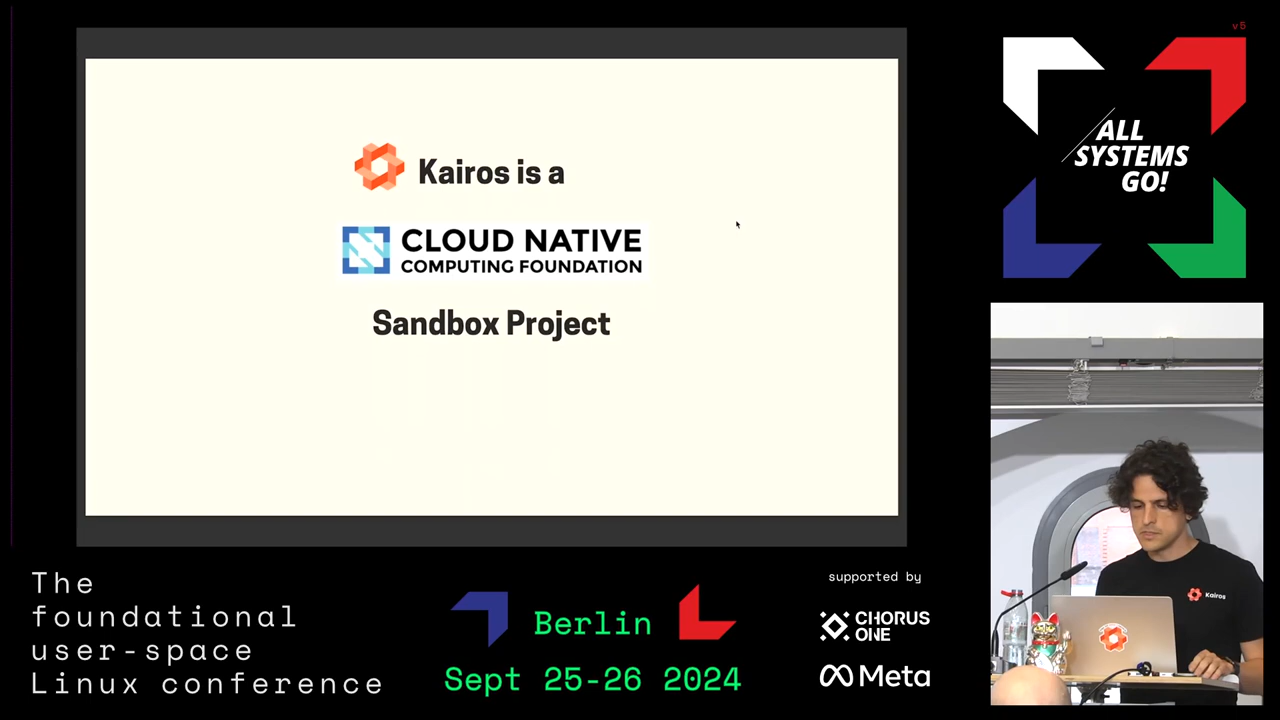 v5
Kairos is a
CLOUD NATIVE
COMPUTING FOUNDATION
Sandbox Project
ALL
SYSTEMS
GO!
Kairos
The
foundational
user-space
Linux conference
Berlin
Sept 25-26 2024
supported by
CHORUS
ONE
Meta